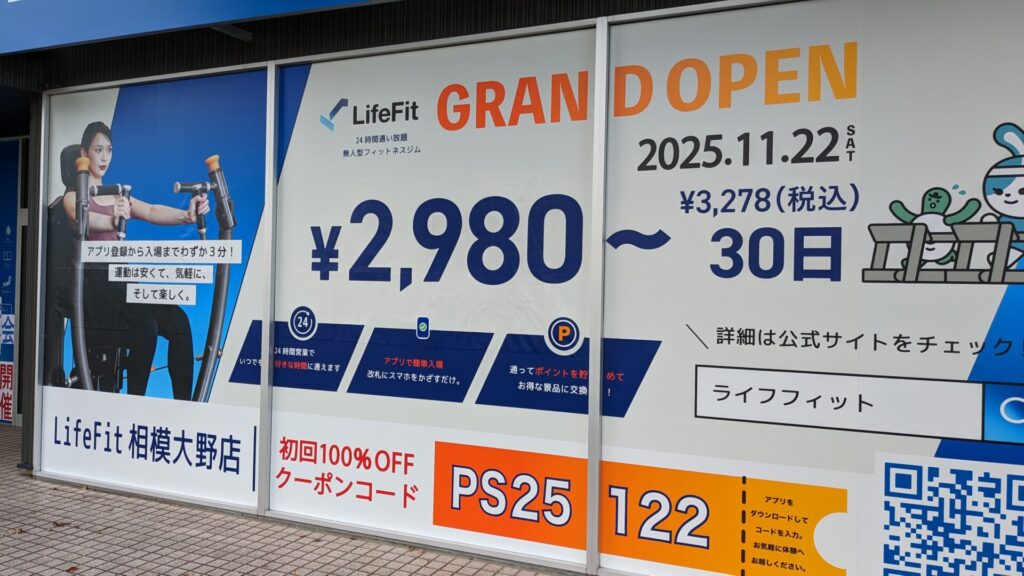 LifeFit
24時間通い放題
無人型フィットネスジム
GRAND OPEN
2025.11.22 SAT
¥3,278(税込)
¥2,980〜 30日
アプリ登録から入場までわずか3分!
運動は安くて、気軽に、
そして楽しく。
24
24時間営業で
いつでも好きな時間に通えます
アプリで簡単入場
改札にスマホをかざすだけ。
P
通ってポイントを貯めて
お得な景品に交換!
詳細は公式サイトをチェック
ライフフィット
LifeFit 相模大野店
初回100%OFF
クーポンコード
PS25122
アプリを
ダウンロードして
コードを入力。
お気軽に体験へ
お越しください。
開催